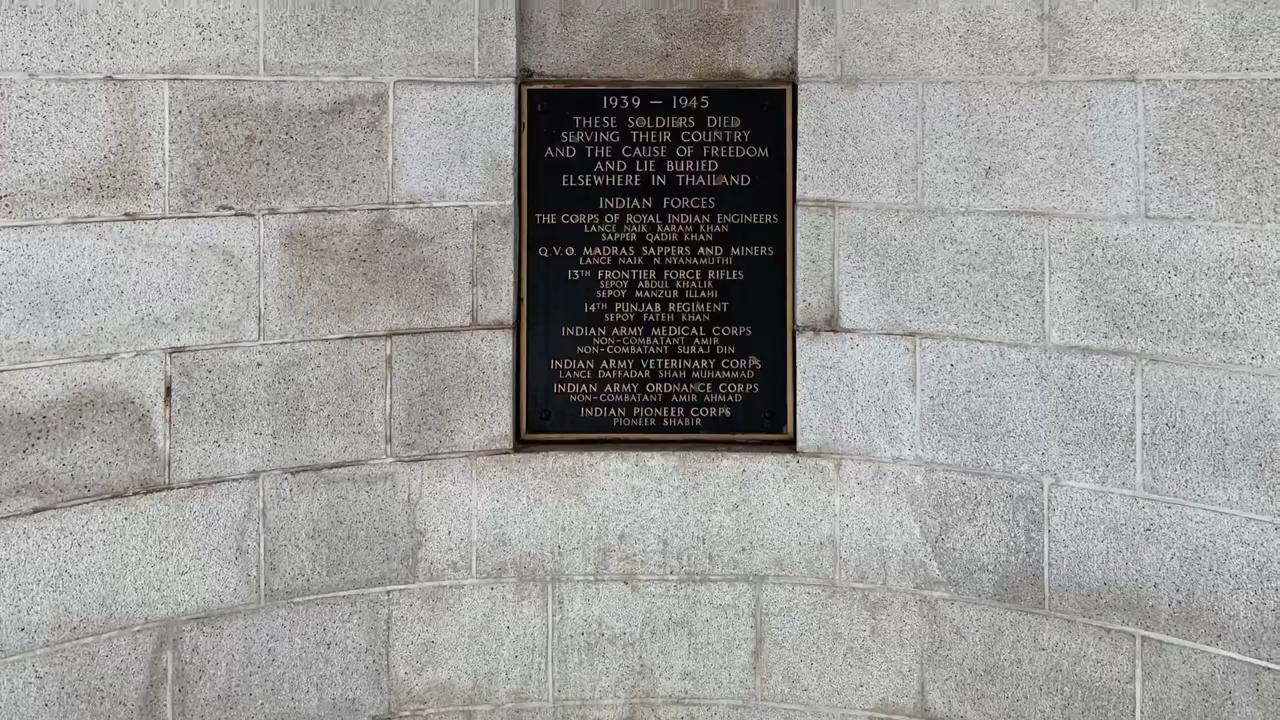 1939 — 1945
THESE SOLDIERS DIED
SERVING THEIR COUNTRY
AND THE CAUSE OF FREEDOM
AND LIE BURIED
ELSEWHERE IN THAILAND
INDIAN FORCES
THE CORPS OF ROYAL INDIAN ENGINEERS
LANCE NAIK KARAM KHAN
SAPPER QADIR KHAN
Q.V.O. MADRAS SAPPERS AND MINERS
LANCE NAIK N.NYANAMUTHI
13TH FRONTIER FORCE RIFLES
SEPOY ABDUL KHALIK
SEPOY MANZUR ILLAHI
14TH PUNJAB REGIMENT
SEPOY FATEH KHAN
INDIAN ARMY MEDICAL CORPS
NON-COMBATANT AMIR
NON-COMBATANT SURAJ DIN
INDIAN ARMY VETERINARY CORPS
LANCE DAFFADAR SHAH MUHAMMAD
INDIAN ARMY ORDNANCE CORPS
NON-COMBATANT AMIR AHMAD
INDIAN PIONEER CORPS
PIONEER SHABIR